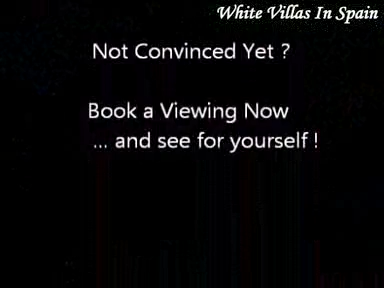 White Villas In Spain
Not Convinced Yet ?
Book a Viewing Now
... and see for yourself !